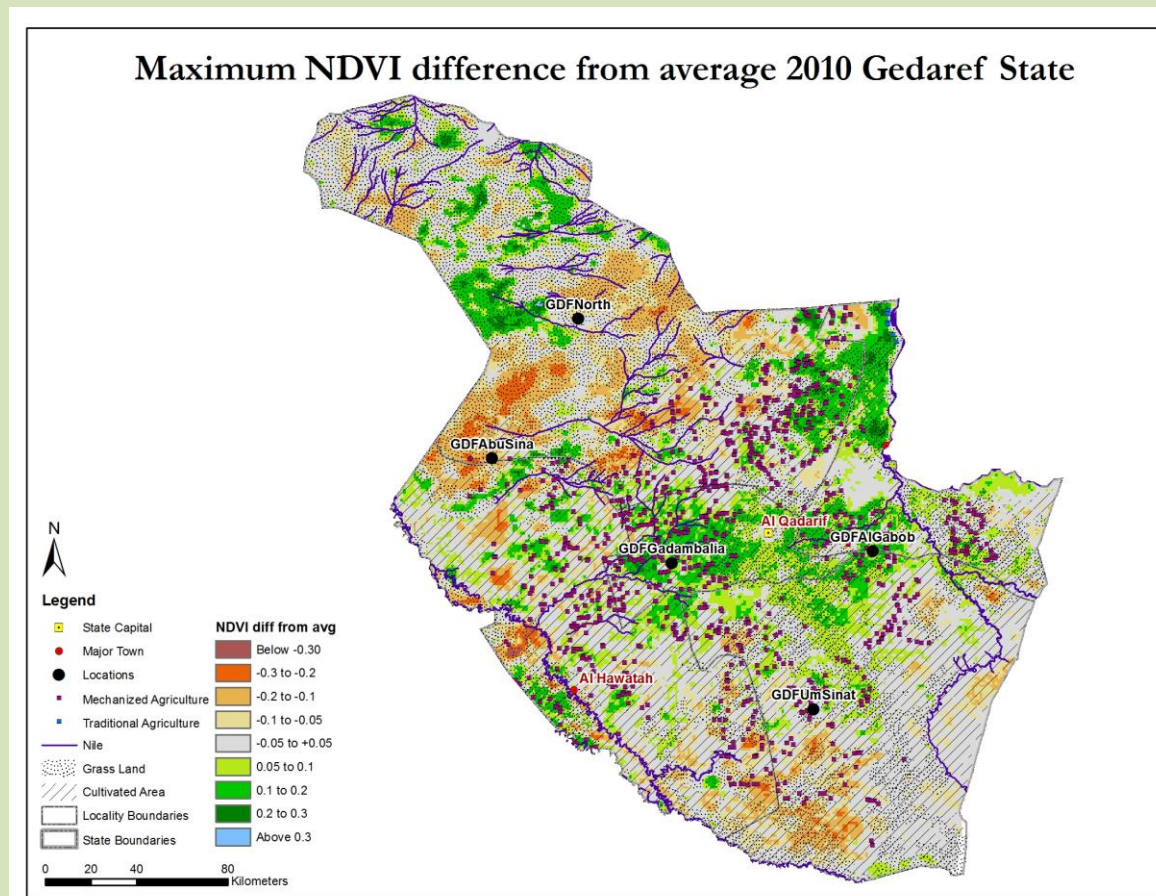 Maximum NDVI difference from average 2010 Gedaref State
GDFNorth
GDFAbuSina
Al Qadarif
GDFGadambalia
GDFAlGabob
Al Hawatah
GDFUmSinat
N
Legend
State Capital
Major Town
Locations
Mechanized Agriculture
Traditional Agriculture
Nile
Grass Land
Cultivated Area
Locality Boundaries
State Boundaries
NDVI diff from avg
Below -0.30
-0.3 to -0.2
-0.2 to -0.1
-0.1 to -0.05
-0.05 to +0.05
0.05 to 0.1
0.1 to 0.2
0.2 to 0.3
Above 0.3
0 20 40 80
Kilometers